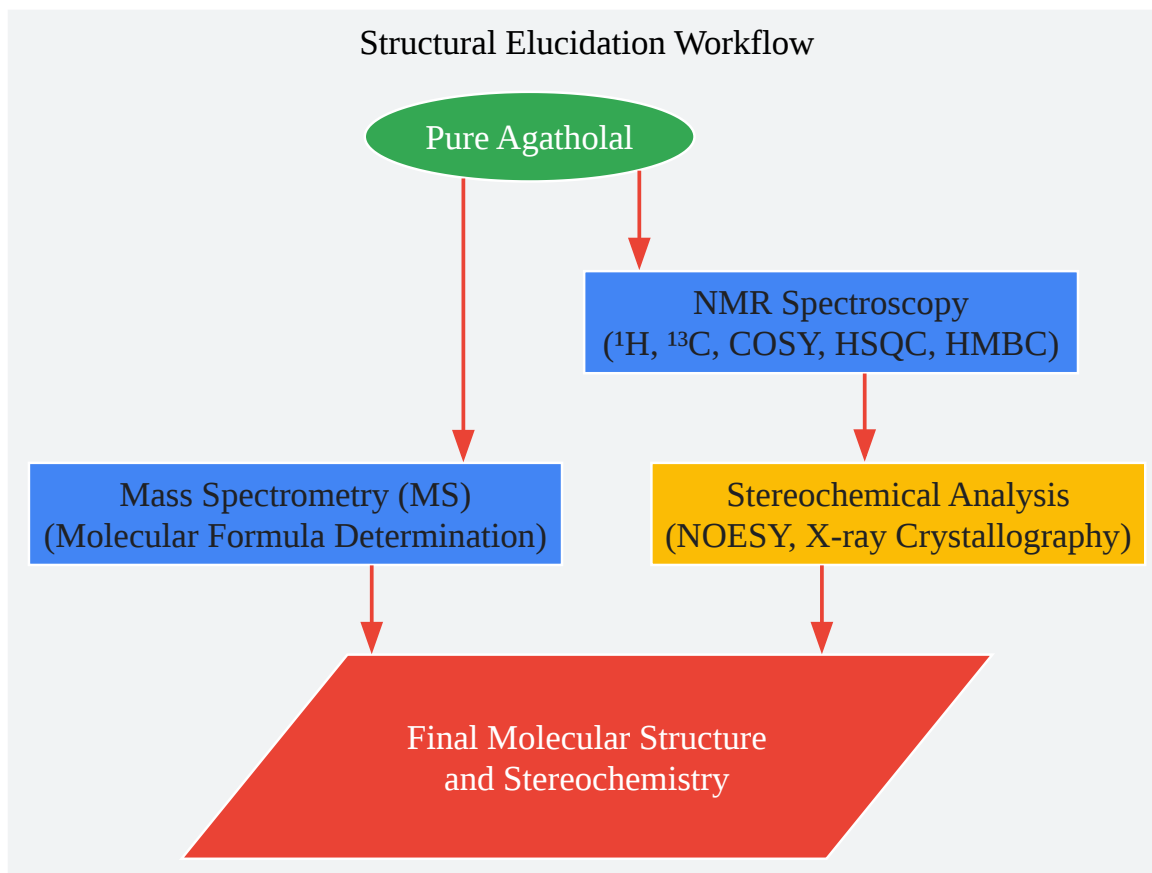 Structural Elucidation Workflow
Pure Agatholal
NMR Spectroscopy
(¹H, ¹³C, COSY, HSQC, HMBC)
Mass Spectrometry (MS)
(Molecular Formula Determination)
Stereochemical Analysis
(NOESY, X-ray Crystallography)
Final Molecular Structure
and Stereochemistry